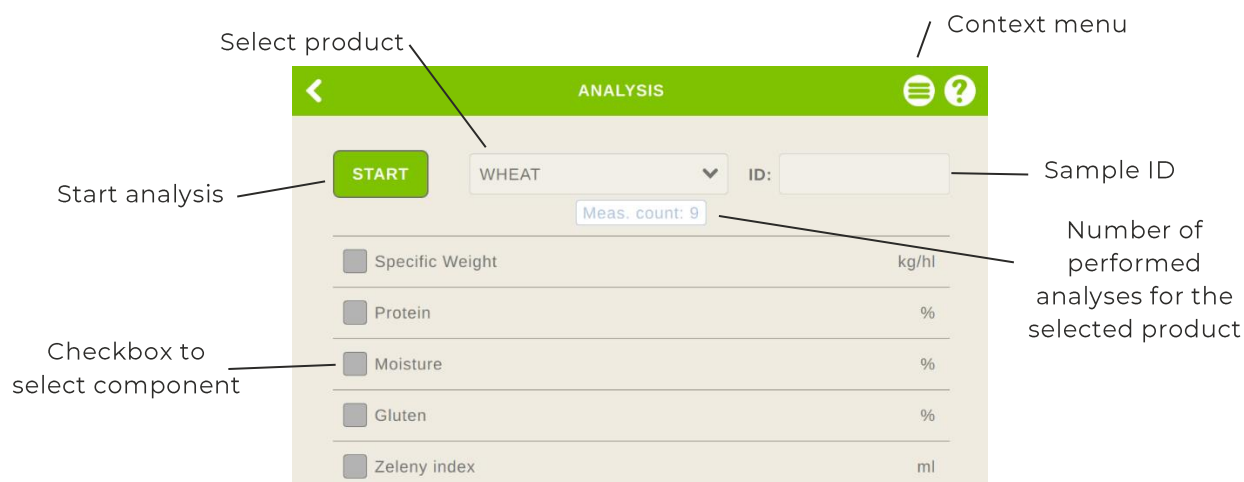 Context menu
Select product
ANALYSIS
?
START
WHEAT
ID:
Sample ID
Start analysis
Meas. count: 9
Number of
performed
analyses for the
selected product
Specific Weight kg/hl
Protein %
Checkbox to
select component
Moisture %
Gluten %
Zeleny index ml